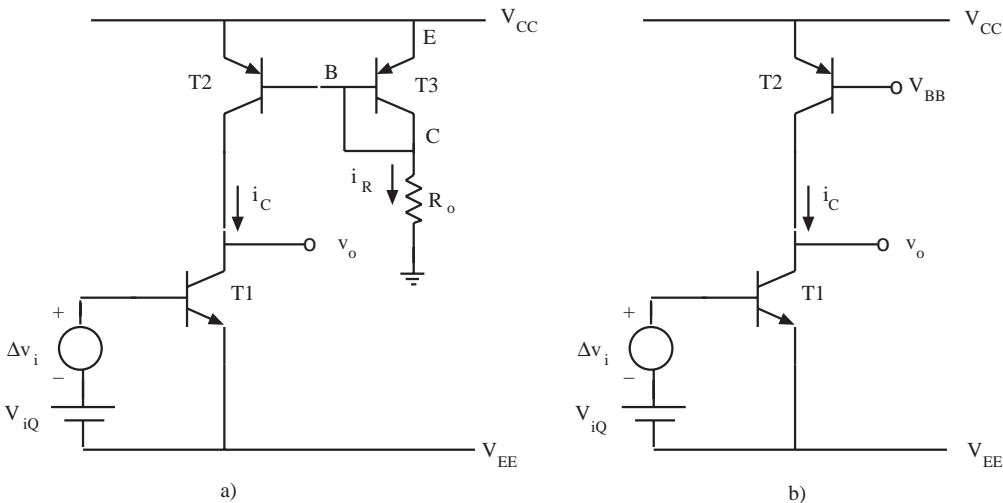 V_CC
E
T2
B
T3
C
i_R
R_o
i_C
v_o
T1
+
Δv_i
−
V_iQ
V_EE
a)
V_CC
T2
V_BB
i_C
v_o
T1
+
Δv_i
−
V_iQ
V_EE
b)